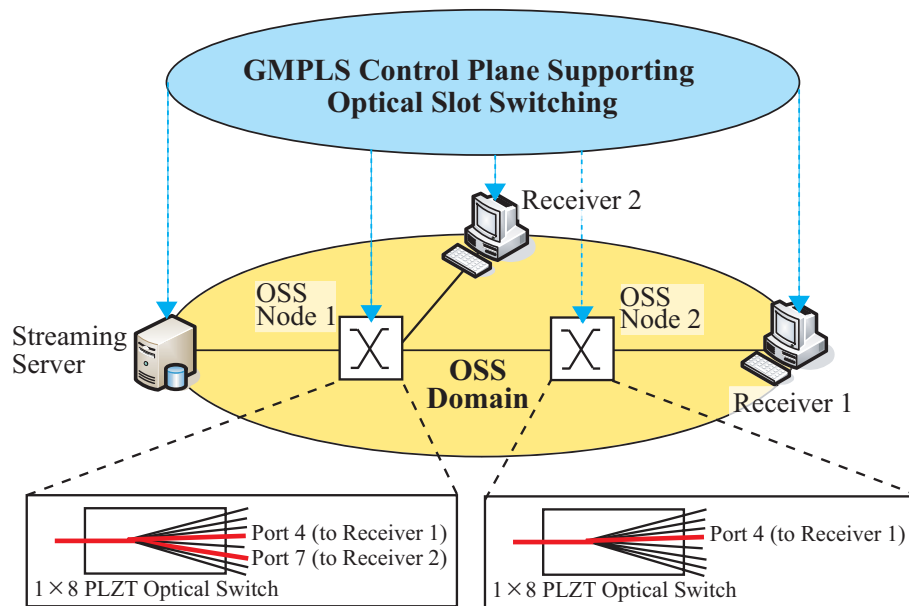 GMPLS Control Plane Supporting
Optical Slot Switching
Receiver 2
OSS
Node 1
OSS
Node 2
Streaming
Server
OSS
Domain
Receiver 1
Port 4 (to Receiver 1)
Port 7 (to Receiver 2)
1×8 PLZT Optical Switch
Port 4 (to Receiver 1)
1×8 PLZT Optical Switch